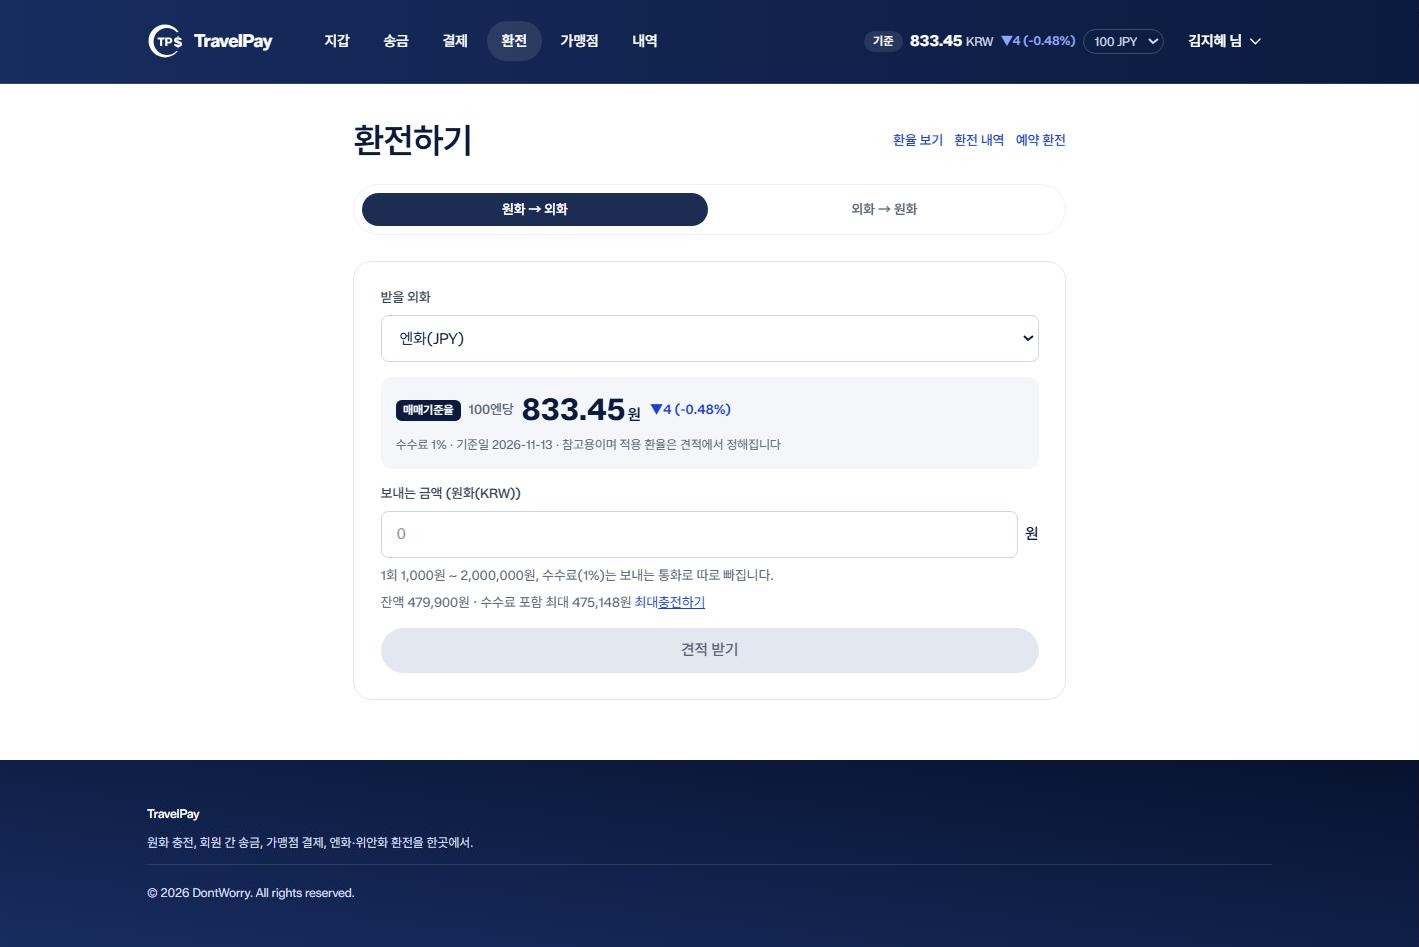 TP$ TravelPay 지갑 송금 결제 환전 가맹점 내역 기준 833.45 KRW ▼4 (-0.48%) 100 JPY 김지혜 님
환전하기 환율 보기 환전 내역 예약 환전
원화 → 외화 외화 → 원화
받을 외화
엔화(JPY)
매매기준율 100엔당 833.45 원 ▼4 (-0.48%)
수수료 1% · 기준일 2026-11-13 · 참고용이며 적용 환율은 견적에서 정해집니다
보내는 금액 (원화(KRW))
0 원
1회 1,000원 ~ 2,000,000원, 수수료(1%)는 보내는 통화로 따로 빠집니다.
잔액 479,900원 · 수수료 포함 최대 475,148원 최대충전하기
견적 받기
TravelPay
원화 충전, 회원 간 송금, 가맹점 결제, 엔화·위안화 환전을 한곳에서.
© 2026 DontWorry. All rights reserved.